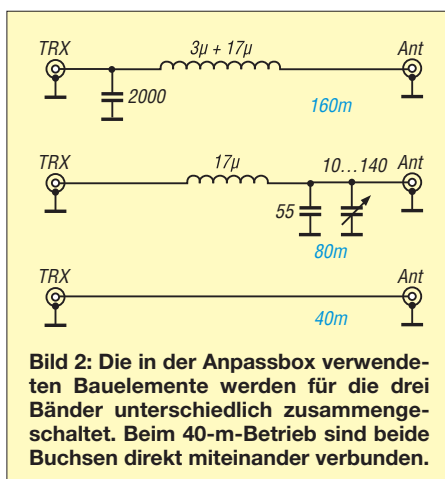 TRX 3μ + 17μ Ant
2000
160m
TRX 17μ 10...140 Ant
55
80m
TRX Ant
40m
Bild 2: Die in der Anpassbox verwende-
ten Bauelemente werden für die drei
Bänder unterschiedlich zusammenge-
schaltet. Beim 40-m-Betrieb sind beide
Buchsen direkt miteinander verbunden.